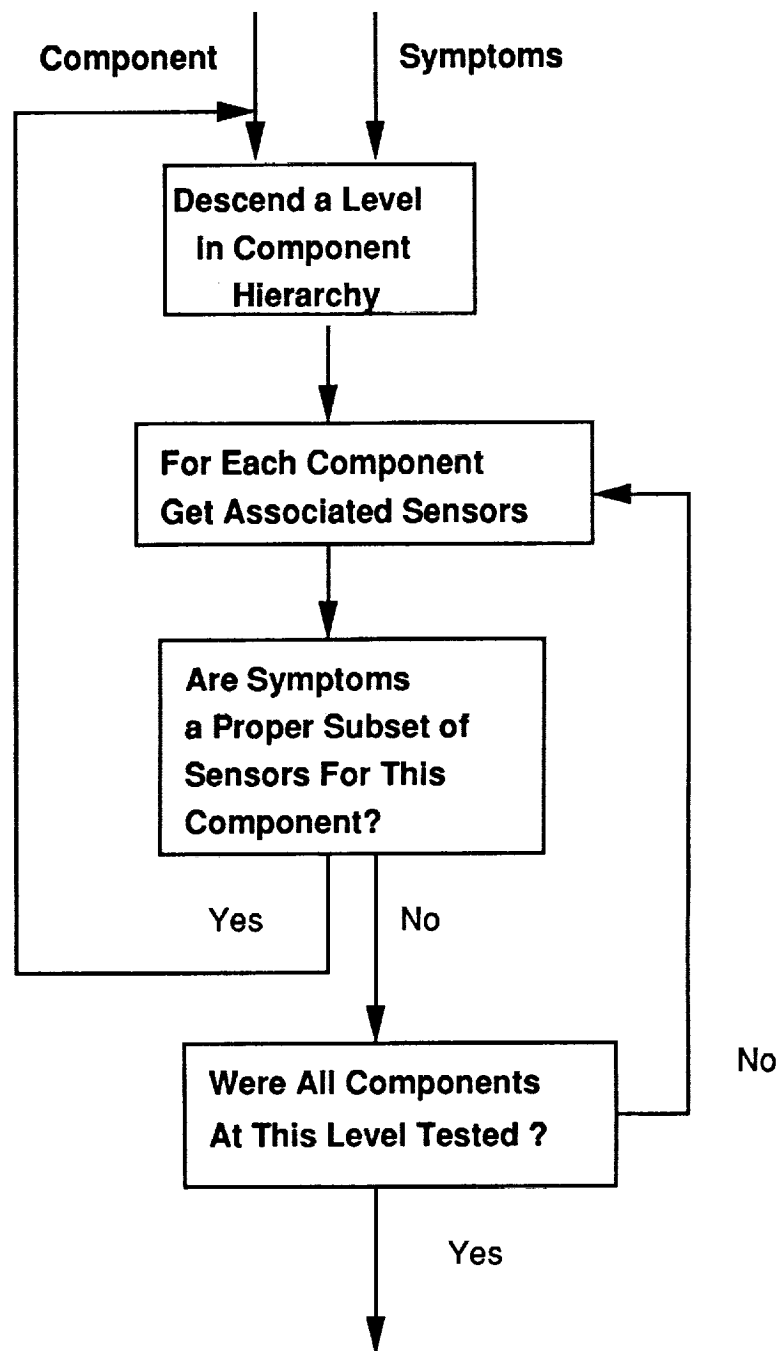 Component
Symptoms
Descend a Level
In Component
Hierarchy
For Each Component
Get Associated Sensors
Are Symptoms
a Proper Subset of
Sensors For This
Component?
Yes
No
No
Were All Components
At This Level Tested ?
Yes